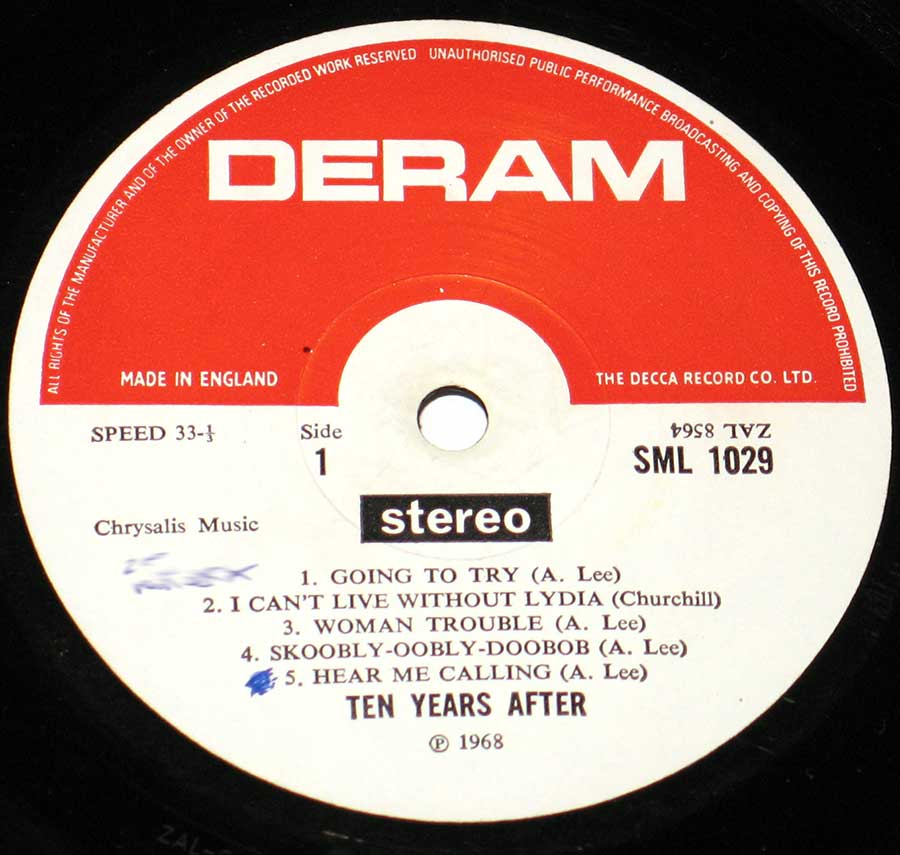 ALL RIGHTS OF THE MANUFACTURER AND OF THE OWNER OF THE RECORDED WORK RESERVED UNAUTHORISED PUBLIC PERFORMANCE BROADCASTING AND COPYING OF THIS RECORD PROHIBITED
DERAM
MADE IN ENGLAND
THE DECCA RECORD CO. LTD.
SPEED 33-⅓
Side
1
ZAL 8564
SML 1029
stereo
Chrysalis Music
1. GOING TO TRY (A. Lee)
2. I CAN'T LIVE WITHOUT LYDIA (Churchill)
3. WOMAN TROUBLE (A. Lee)
4. SKOOBLY-OOBLY-DOOBOB (A. Lee)
5. HEAR ME CALLING (A. Lee)
TEN YEARS AFTER
℗ 1968